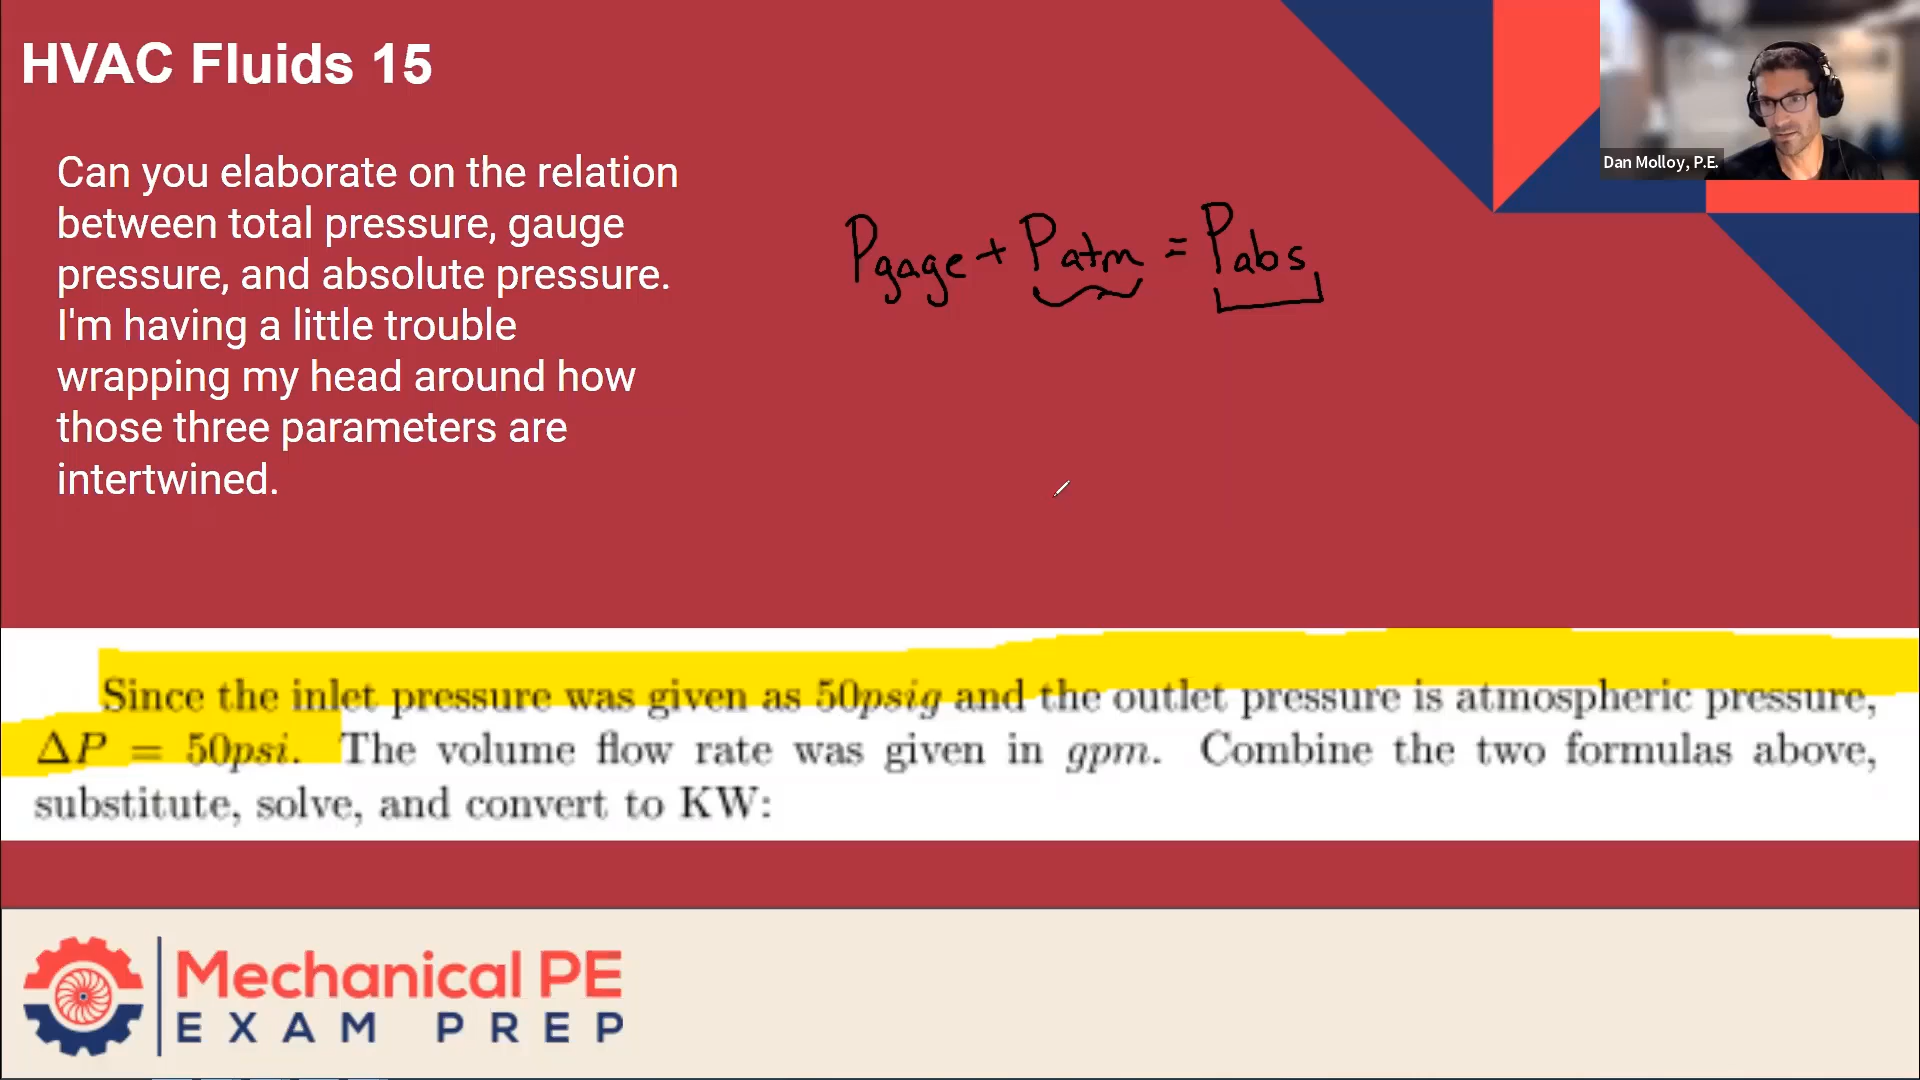 HVAC Fluids 15
Dan Molloy, P.E.
Can you elaborate on the relation
between total pressure, gauge
pressure, and absolute pressure.
I'm having a little trouble
wrapping my head around how
those three parameters are
intertwined.
Pgage + Patm = Pabs
Since the inlet pressure was given as 50psig and the outlet pressure is atmospheric pressure,
ΔP = 50psi. The volume flow rate was given in gpm. Combine the two formulas above,
substitute, solve, and convert to KW:
Mechanical PE
EXAM PREP